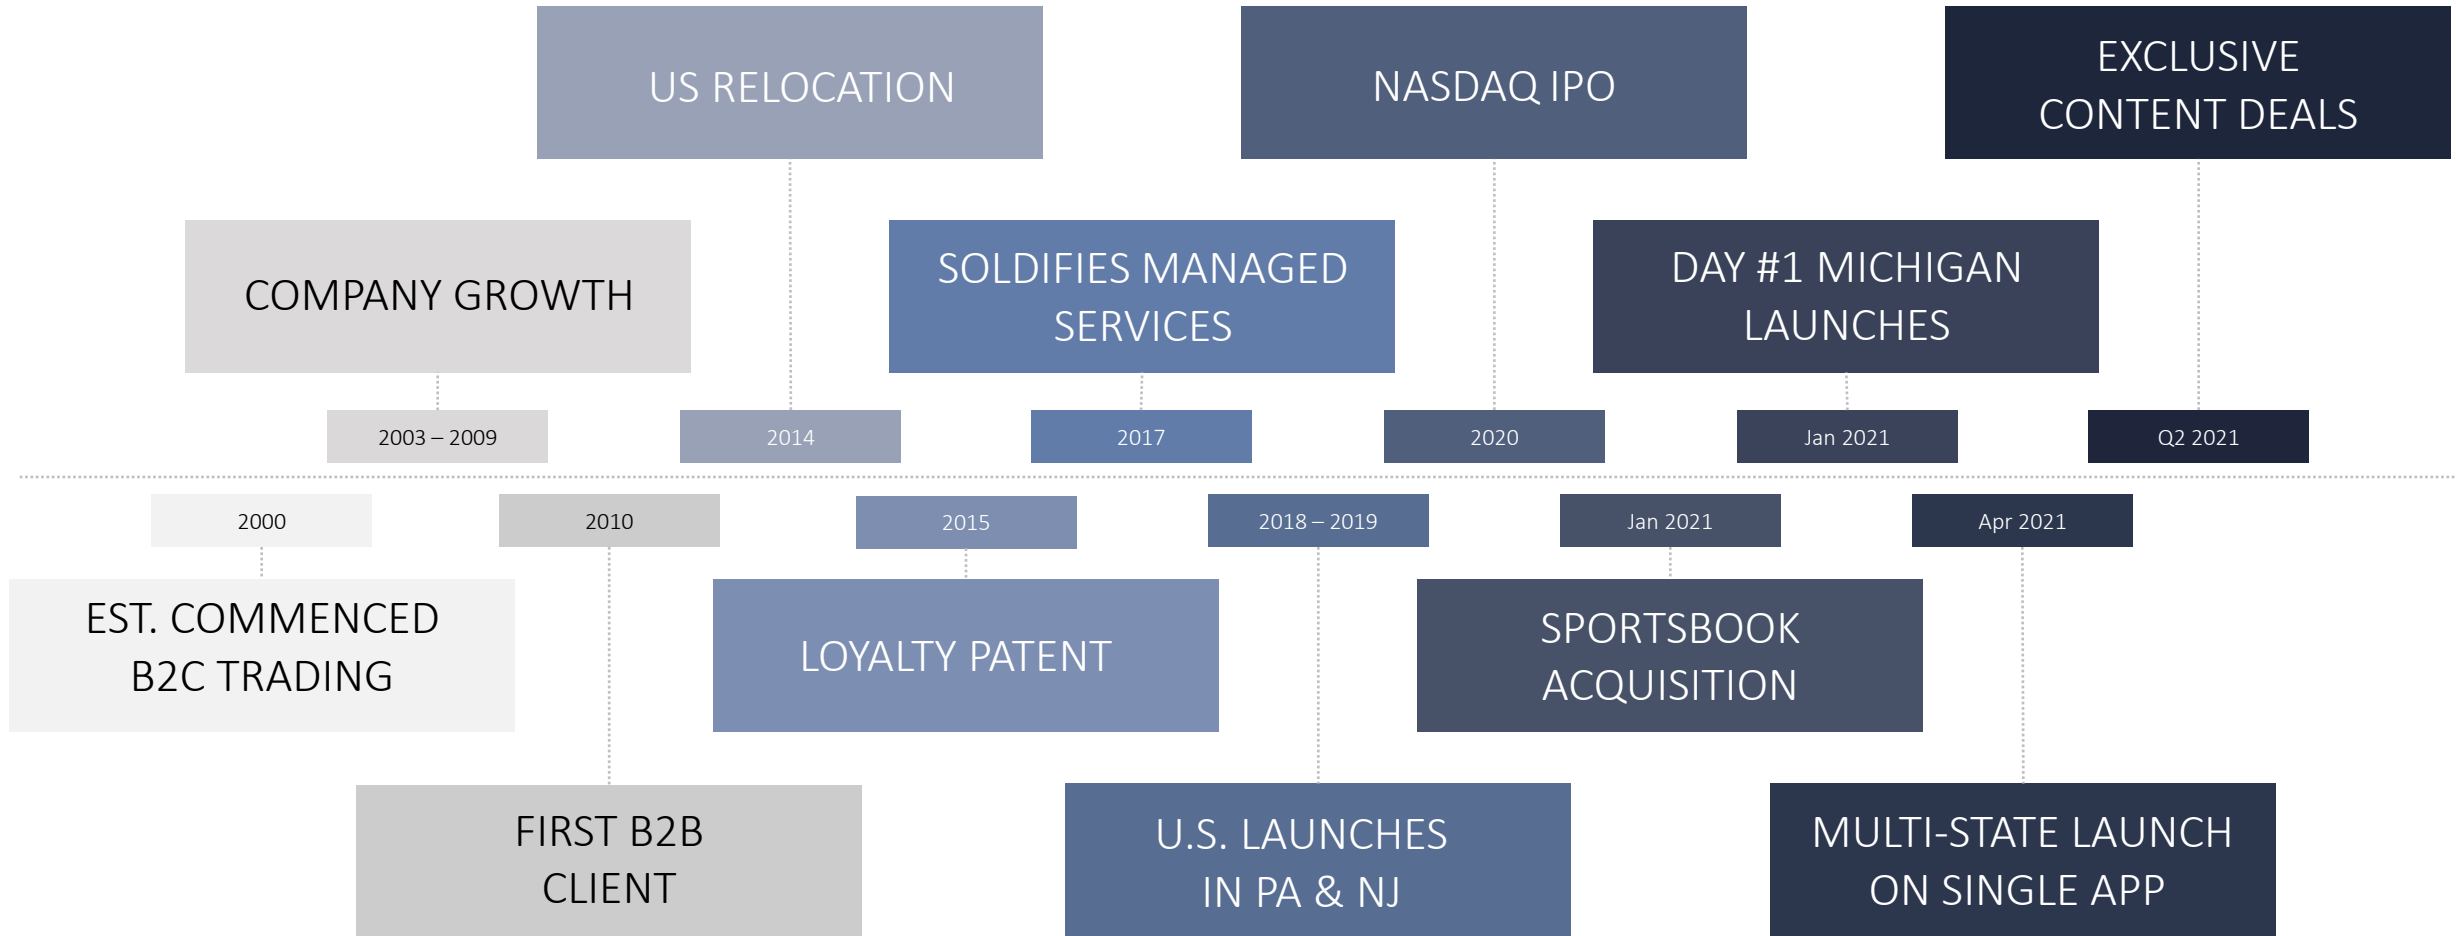 US RELOCATION
NASDAQ IPO
EXCLUSIVE
CONTENT DEALS
COMPANY GROWTH
SOLDIFIES MANAGED
SERVICES
DAY #1 MICHIGAN
LAUNCHES
2003 – 2009
2014
2017
2020
Jan 2021
Q2 2021
2000
2010
2015
2018 – 2019
Jan 2021
Apr 2021
EST. COMMENCED
B2C TRADING
LOYALTY PATENT
SPORTSBOOK
ACQUISITION
FIRST B2B
CLIENT
U.S. LAUNCHES
IN PA & NJ
MULTI-STATE LAUNCH
ON SINGLE APP